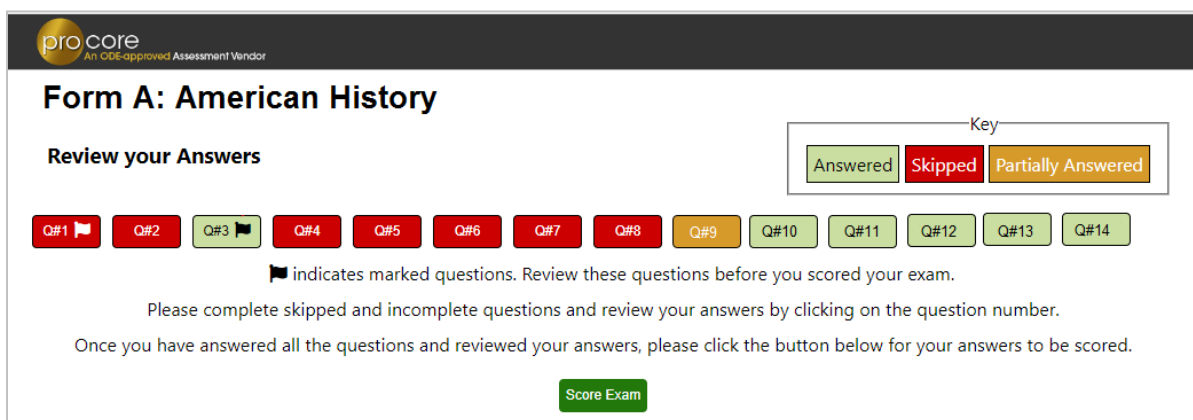 pro core
An ODE-approved Assessment Vendor
Form A: American History
Review your Answers
Key
Answered Skipped Partially Answered
Q#1 Q#2 Q#3 Q#4 Q#5 Q#6 Q#7 Q#8 Q#9 Q#10 Q#11 Q#12 Q#13 Q#14
indicates marked questions. Review these questions before you scored your exam.
Please complete skipped and incomplete questions and review your answers by clicking on the question number.
Once you have answered all the questions and reviewed your answers, please click the button below for your answers to be scored.
Score Exam